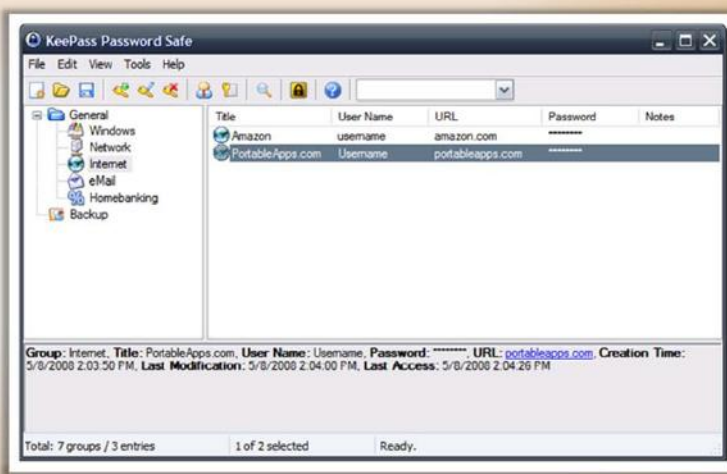 KeePass Password Safe
File Edit View Tools Help
General
Windows
Network
Internet
eMail
Homebanking
Backup
Title User Name URL Password Notes
Amazon username amazon.com ********
PortableApps.com Username portableapps.com ********
Group: Internet, Title: PortableApps.com, User Name: Username, Password: ********, URL: portableapps.com, Creation Time:
5/8/2008 2:03:50 PM, Last Modification: 5/8/2008 2:04:00 PM, Last Access: 5/8/2008 2:04:26 PM
Total: 7 groups / 3 entries 1 of 2 selected Ready.